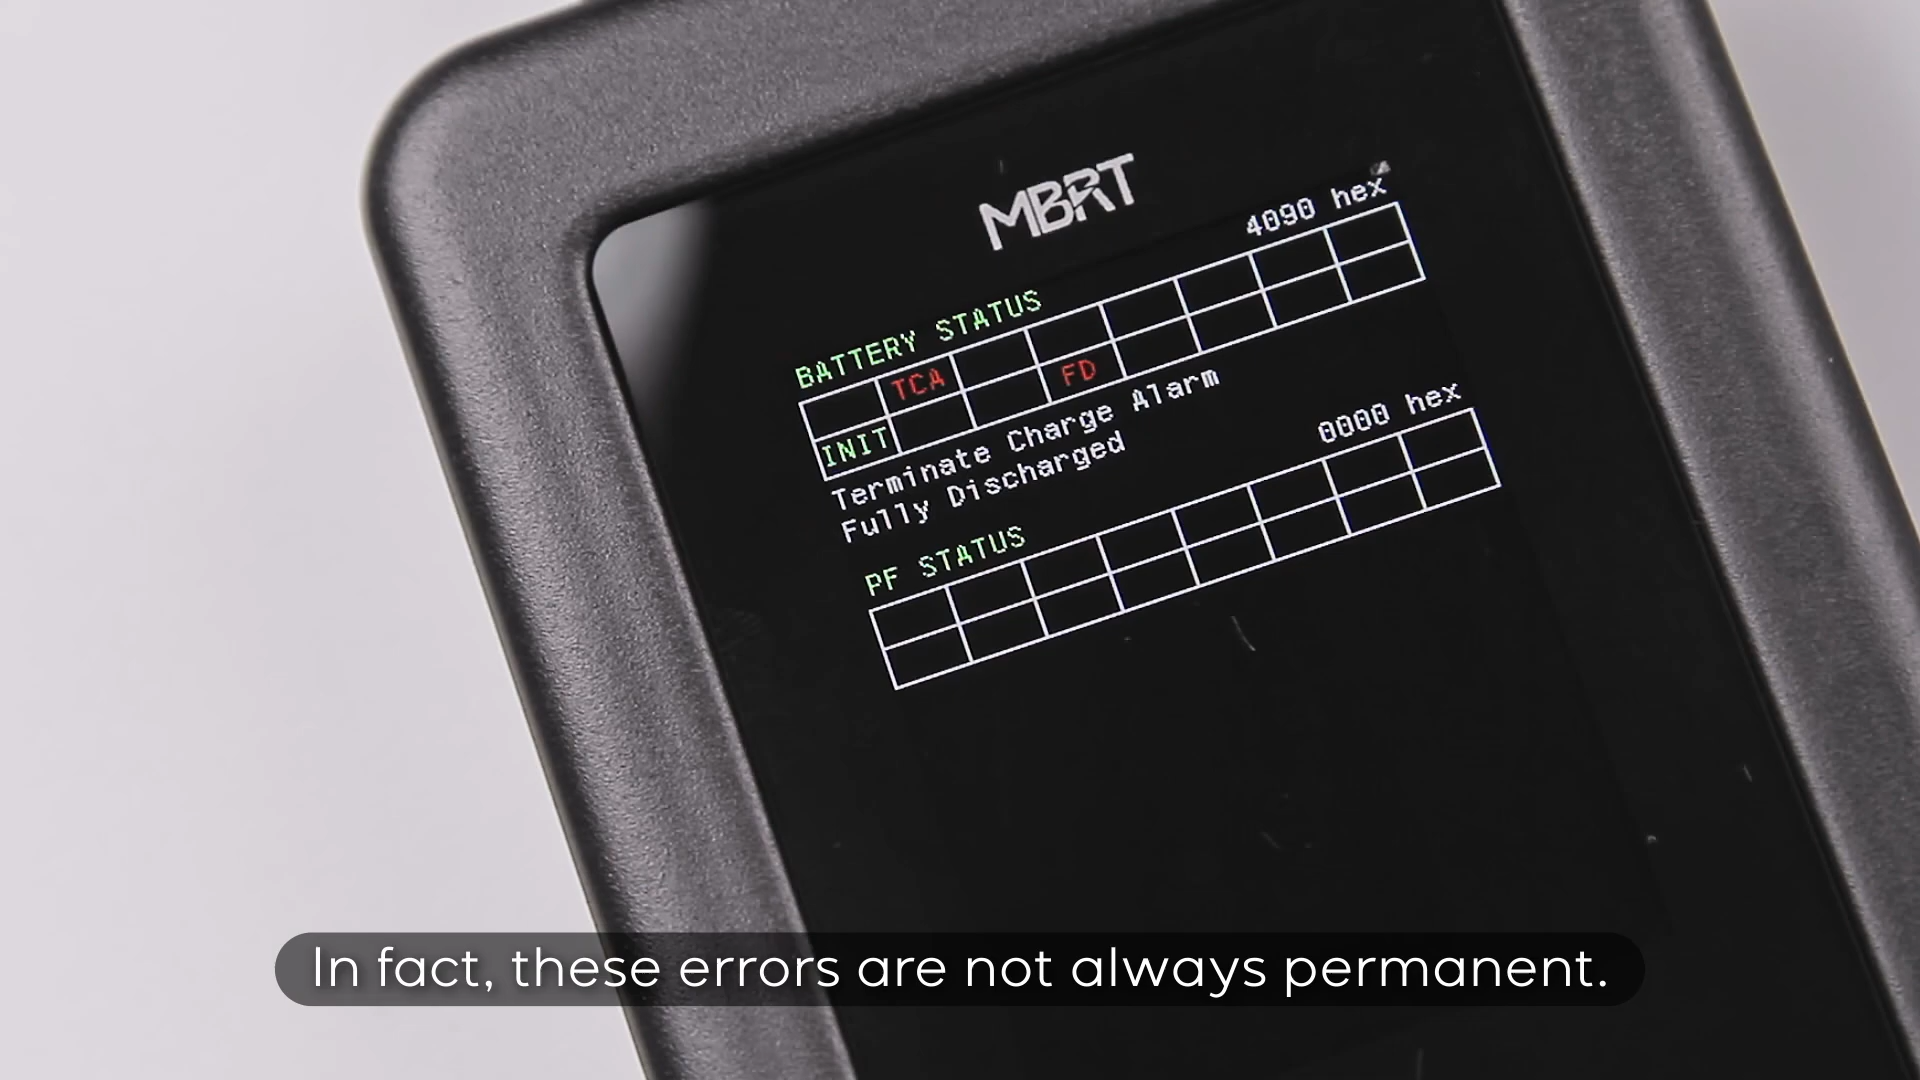 MBRT
BATTERY STATUS 4090 hex
TCA
INIT FD
Terminate Charge Alarm
Fully Discharged
PF STATUS 0000 hex
In fact, these errors are not always permanent.